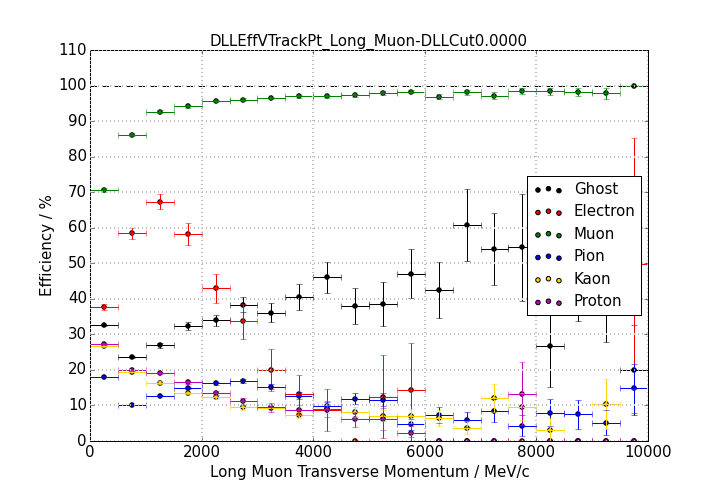 DLLEffVTrackPt_Long_Muon-DLLCut0.0000
110
100
90
80
70
60
50
40
30
20
10
0
Efficiency / %
Ghost
Electron
Muon
Pion
Kaon
Proton
0 2000 4000 6000 8000 10000
Long Muon Transverse Momentum / MeV/c